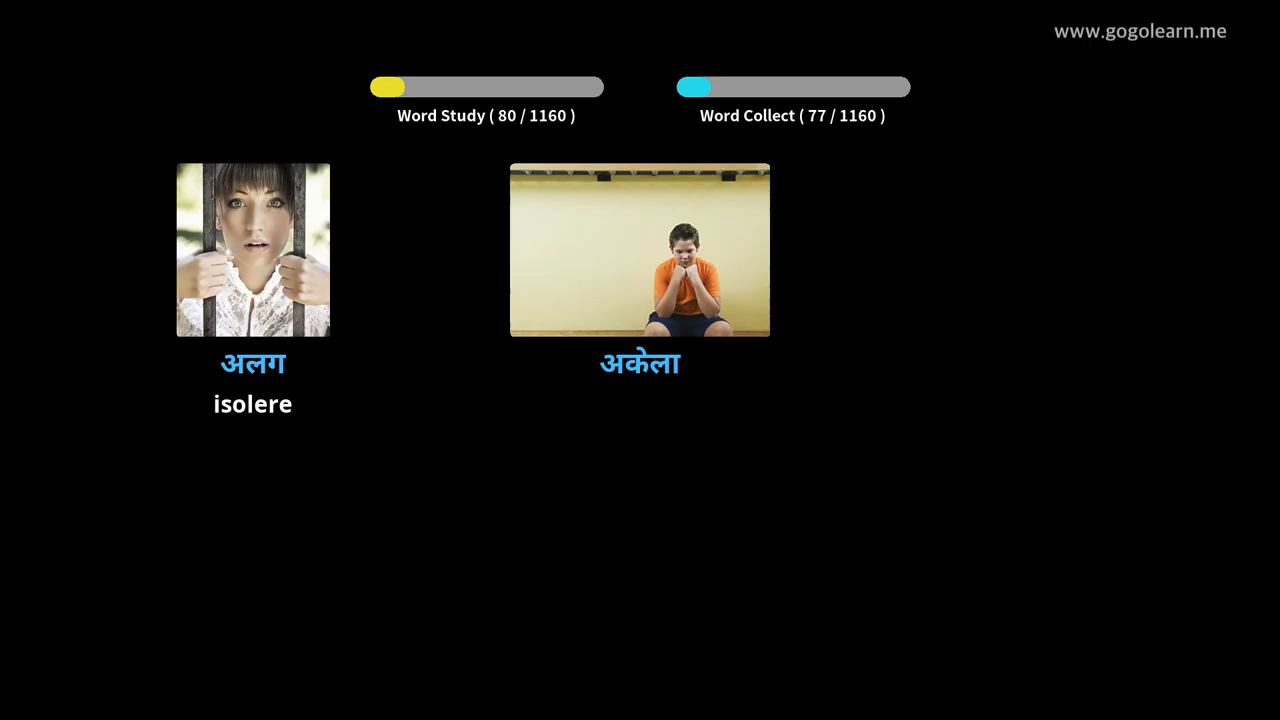 www.gogolearn.me
Word Study ( 80 / 1160 )
Word Collect ( 77 / 1160 )
अलग
अकेला
isolere